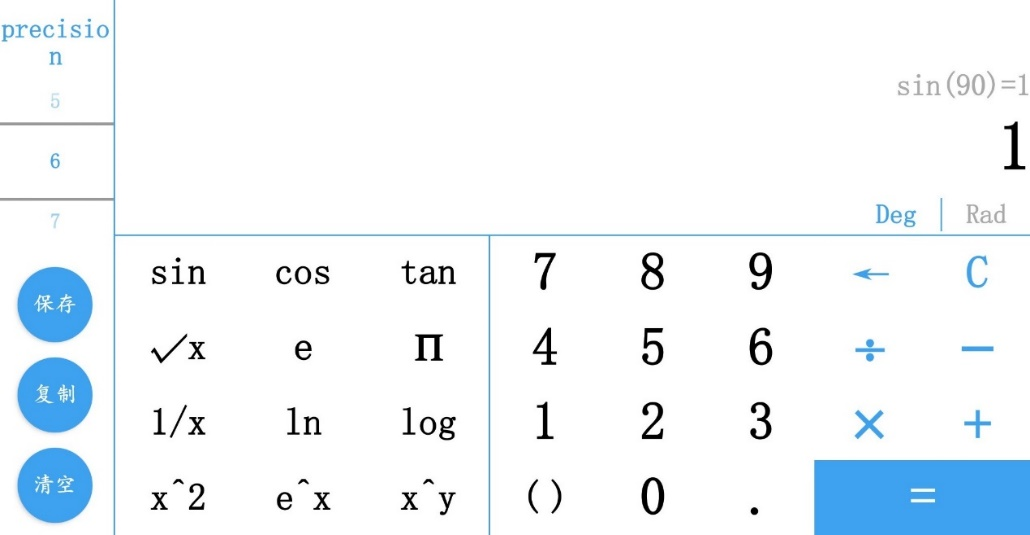 precisio
n
5
6
7
保存
复制
清空
sin(90)=1
1
Deg | Rad
sin cos tan 7 8 9 ← C
√x e Π 4 5 6 ÷ −
1/x ln log 1 2 3 × +
x^2 e^x x^y () 0 . =